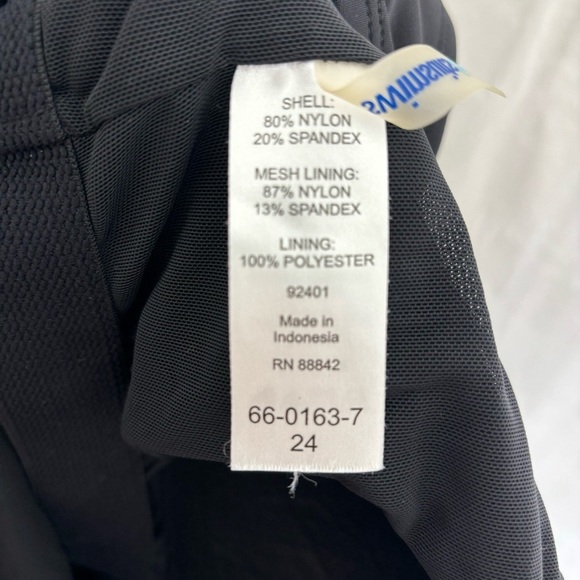 SHELL:
80% NYLON
20% SPANDEX
MESH LINING:
87% NYLON
13% SPANDEX
LINING:
100% POLYESTER
92401
Made in
Indonesia
RN 88842
66-0163-7
24